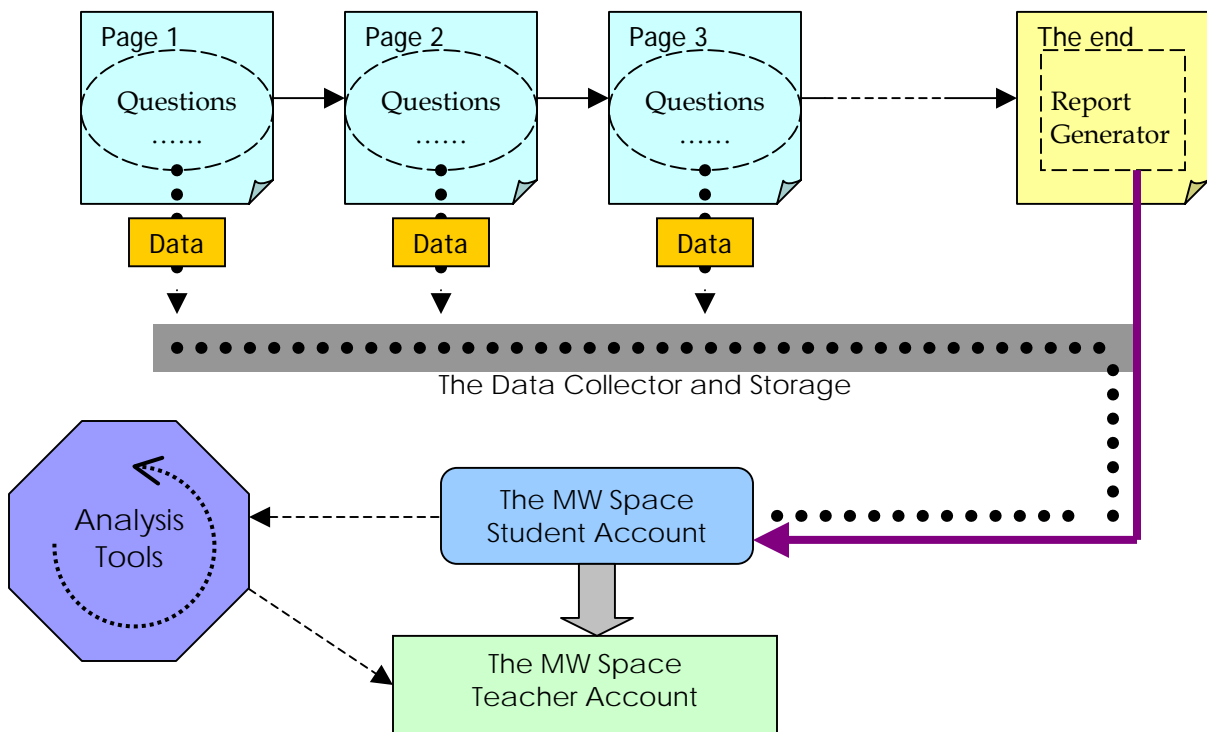 Page 1
Questions
……
Page 2
Questions
……
Page 3
Questions
……
The end
Report
Generator
Data
Data
Data
The Data Collector and Storage
Analysis
Tools
The MW Space
Student Account
The MW Space
Teacher Account